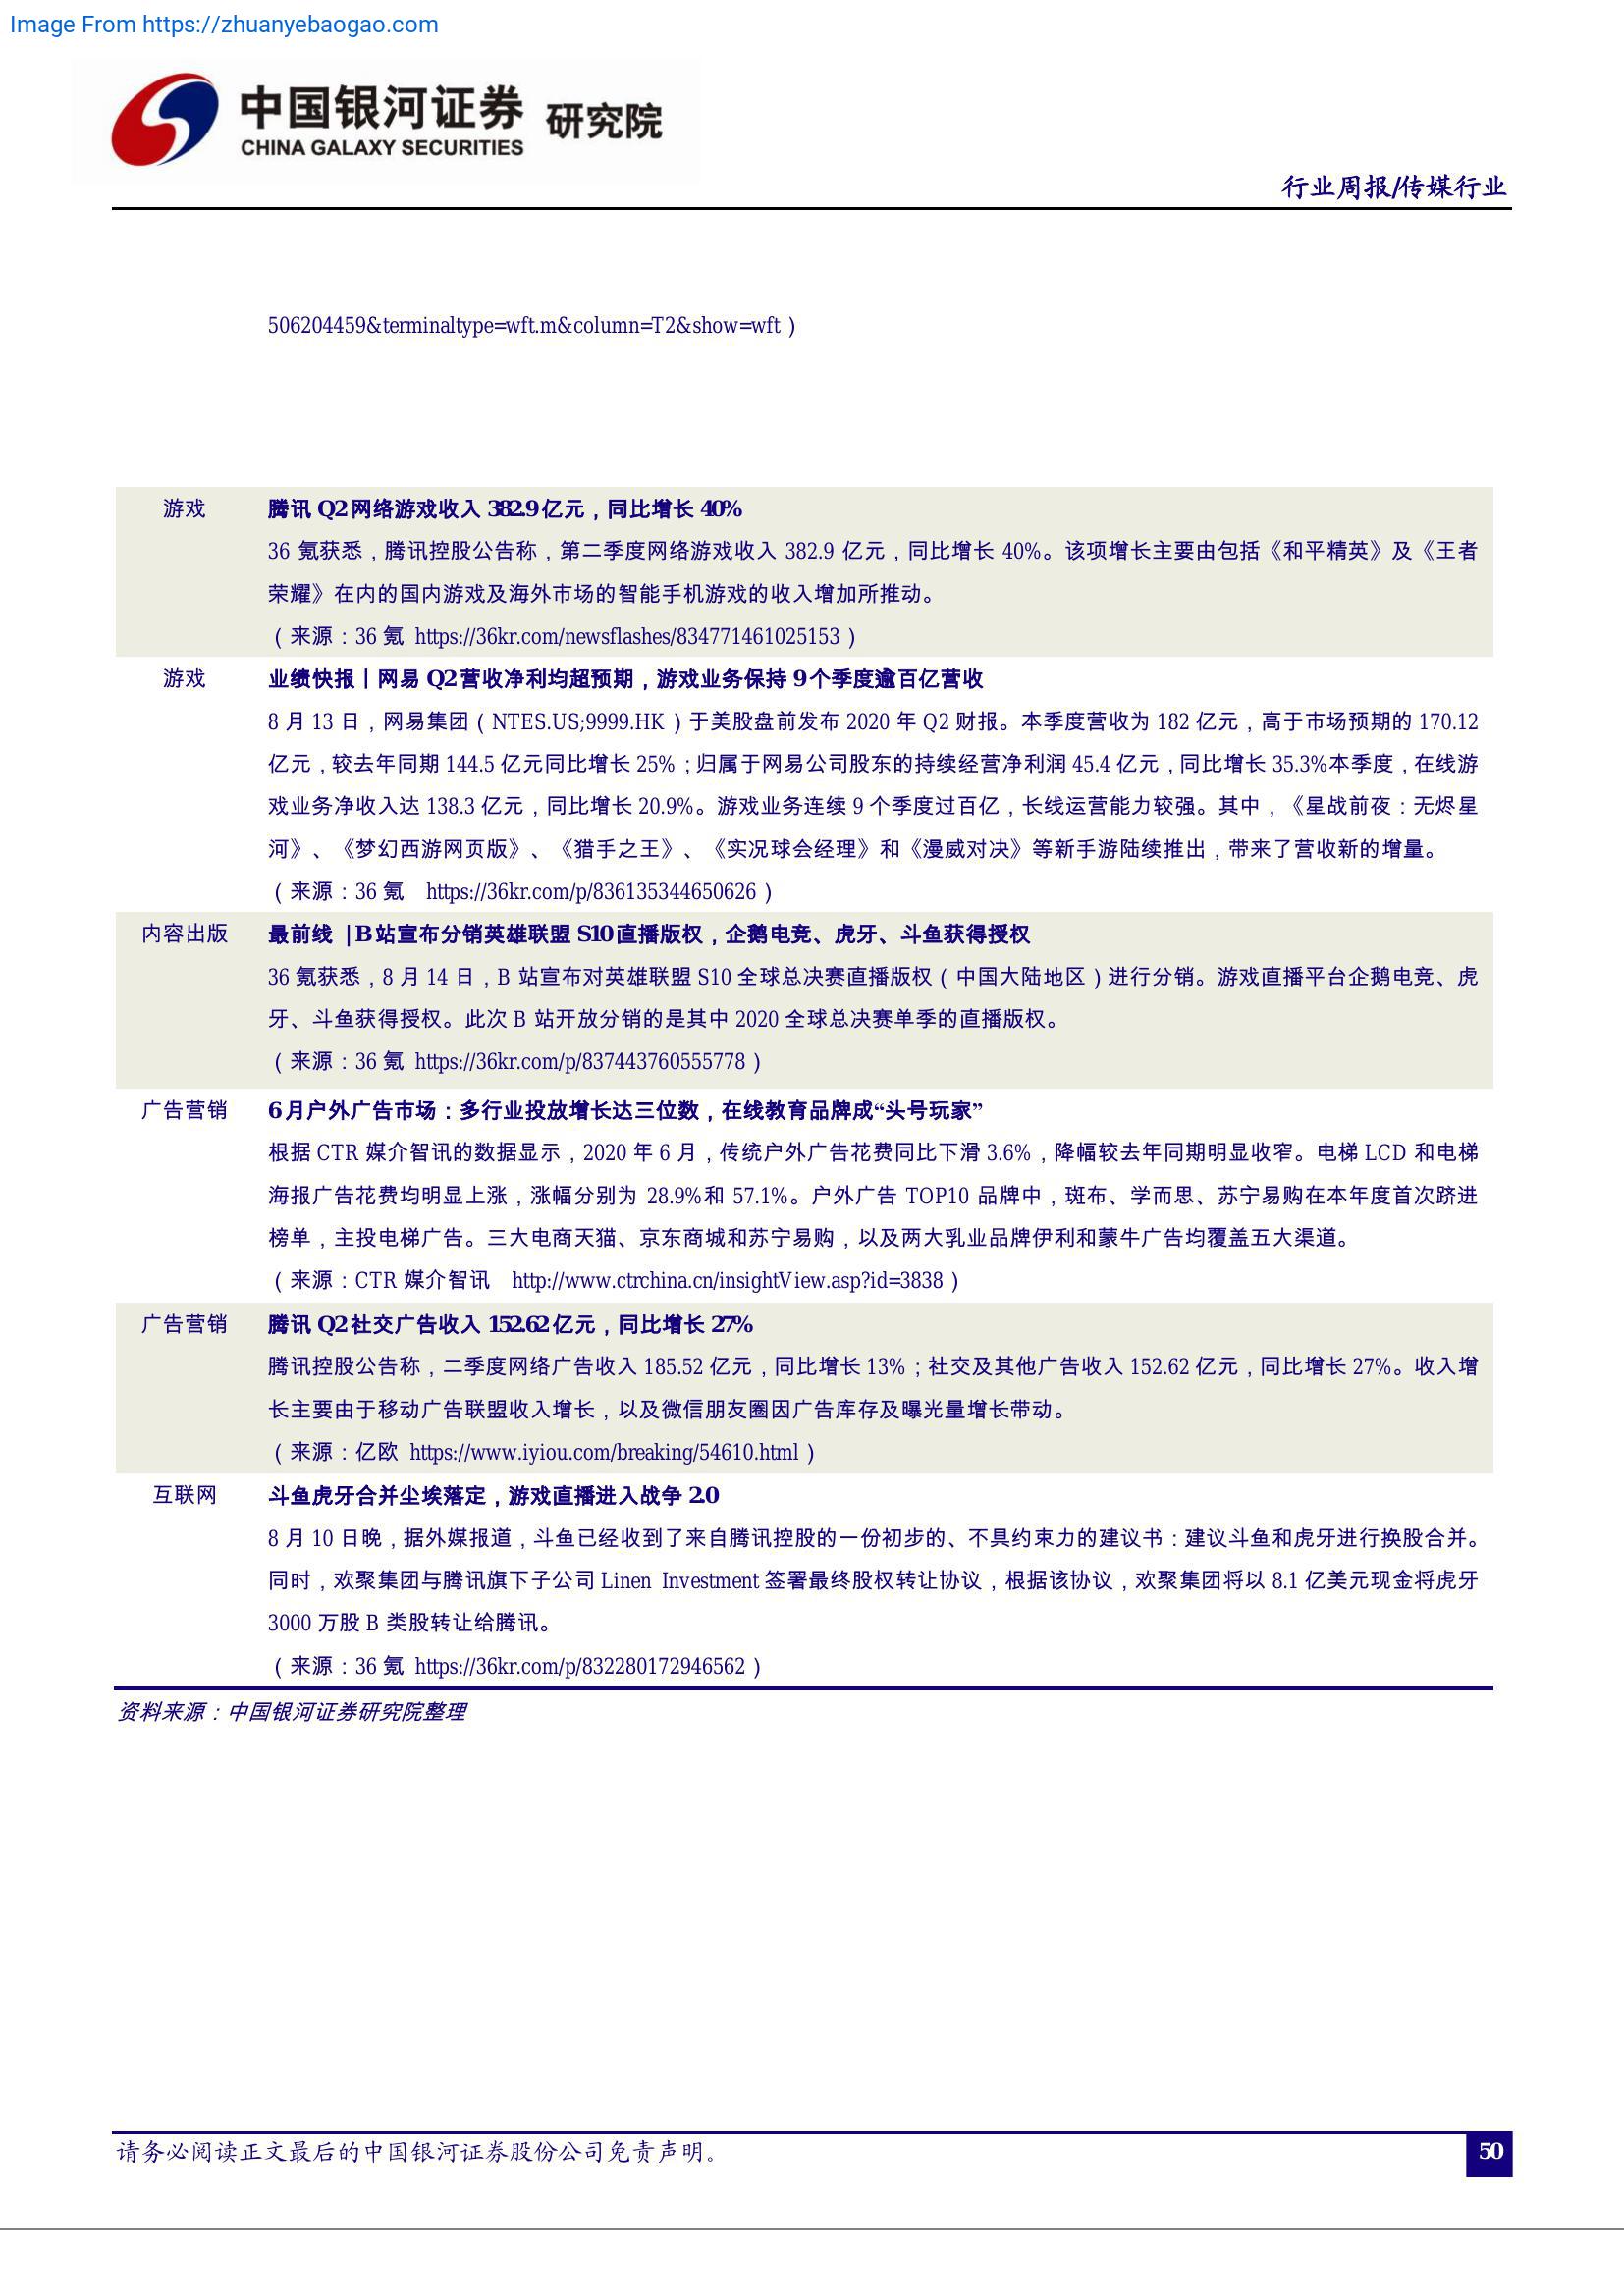 Image From https://zhuanyebaogao.com
中国银河证券 研究院
CHINA GALAXY SECURITIES
行业周报/传媒行业
506204459&terminaltype=wft.m&column=T2&show=wft）
游戏 腾讯 Q2 网络游戏收入 382.9 亿元，同比增长 40%
36 氪获悉，腾讯控股公告称，第二季度网络游戏收入 382.9 亿元，同比增长 40%。该项增长主要由包括《和平精英》及《王者
荣耀》在内的国内游戏及海外市场的智能手机游戏的收入增加所推动。
（来源：36 氪 https://36kr.com/newsflashes/834771461025153）
游戏 业绩快报丨网易 Q2 营收净利均超预期，游戏业务保持 9 个季度逾百亿营收
8 月 13 日，网易集团（NTES.US;9999.HK）于美股盘前发布 2020 年 Q2 财报。本季度营收为 182 亿元，高于市场预期的 170.12
亿元，较去年同期 144.5 亿元同比增长 25%；归属于网易公司股东的持续经营净利润 45.4 亿元，同比增长 35.3%本季度，在线游
戏业务净收入达 138.3 亿元，同比增长 20.9%。游戏业务连续 9 个季度过百亿，长线运营能力较强。其中，《星战前夜：无烬星
河》、《梦幻西游网页版》、《猎手之王》、《实况球会经理》和《漫威对决》等新手游陆续推出，带来了营收新的增量。
（来源：36 氪 https://36kr.com/p/836135344650626）
内容出版 最前线 | B 站宣布分销英雄联盟 S10 直播版权，企鹅电竞、虎牙、斗鱼获得授权
36 氪获悉，8 月 14 日，B 站宣布对英雄联盟 S10 全球总决赛直播版权（中国大陆地区）进行分销。游戏直播平台企鹅电竞、虎
牙、斗鱼获得授权。此次 B 站开放分销的是其中 2020 全球总决赛单季的直播版权。
（来源：36 氪 https://36kr.com/p/837443760555778）
广告营销 6 月户外广告市场：多行业投放增长达三位数，在线教育品牌成“头号玩家”
根据 CTR 媒介智讯的数据显示，2020 年 6 月，传统户外广告花费同比下滑 3.6%，降幅较去年同期明显收窄。电梯 LCD 和电梯
海报广告花费均明显上涨，涨幅分别为 28.9%和 57.1%。户外广告 TOP10 品牌中，斑布、学而思、苏宁易购在本年度首次跻进
榜单，主投电梯广告。三大电商天猫、京东商城和苏宁易购，以及两大乳业品牌伊利和蒙牛广告均覆盖五大渠道。
（来源：CTR 媒介智讯 http://www.ctrchina.cn/insightView.asp?id=3838）
广告营销 腾讯 Q2 社交广告收入 152.62 亿元，同比增长 27%
腾讯控股公告称，二季度网络广告收入 185.52 亿元，同比增长 13%；社交及其他广告收入 152.62 亿元，同比增长 27%。收入增
长主要由于移动广告联盟收入增长，以及微信朋友圈因广告库存及曝光量增长带动。
（来源：亿欧 https://www.iyiou.com/breaking/54610.html）
互联网 斗鱼虎牙合并尘埃落定，游戏直播进入战争 2.0
8 月 10 日晚，据外媒报道，斗鱼已经收到了来自腾讯控股的一份初步的、不具约束力的建议书：建议斗鱼和虎牙进行换股合并。
同时，欢聚集团与腾讯旗下子公司 Linen Investment 签署最终股权转让协议，根据该协议，欢聚集团将以 8.1 亿美元现金将虎牙
3000 万股 B 类股转让给腾讯。
（来源：36 氪 https://36kr.com/p/832280172946562）
资料来源：中国银河证券研究院整理
请务必阅读正文最后的中国银河证券股份公司免责声明。
50